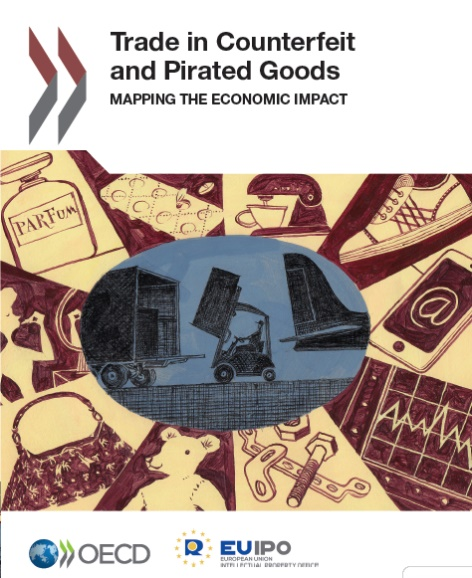 Trade in Counterfeit
and Pirated Goods
MAPPING THE ECONOMIC IMPACT
PARFUM
@
OECD
EUIPO
EUROPEAN UNION
INTELLECTUAL PROPERTY OFFICE